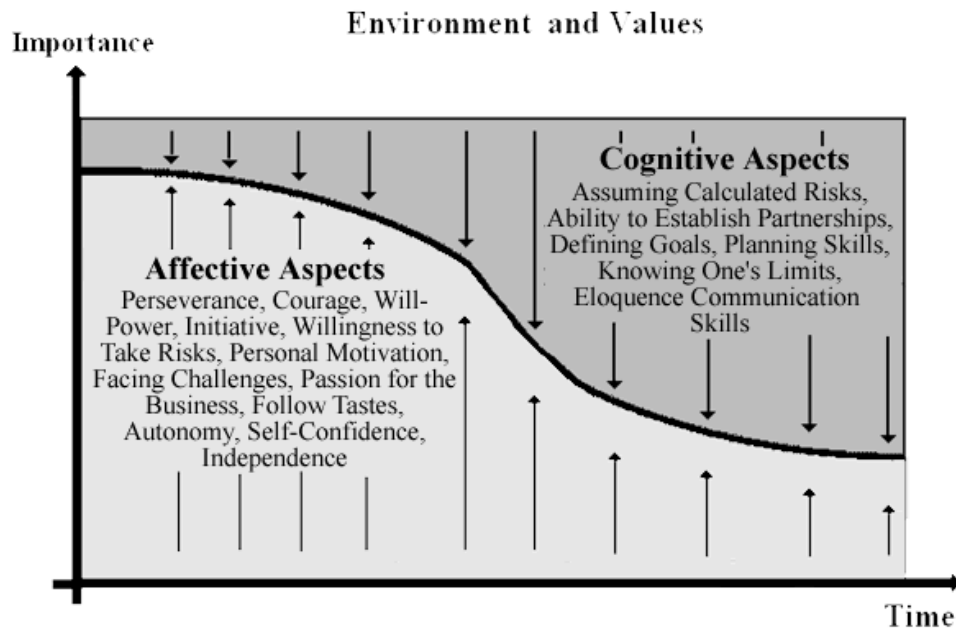 Environment and Values
Importance
Cognitive Aspects
Assuming Calculated Risks,
Ability to Establish Partnerships,
Defining Goals, Planning Skills,
Knowing One's Limits,
Eloquence Communication
Skills
Affective Aspects
Perseverance, Courage, Will-
Power, Initiative, Willingness to
Take Risks, Personal Motivation,
Facing Challenges, Passion for the
Business, Follow Tastes,
Autonomy, Self-Confidence,
Independence
Time